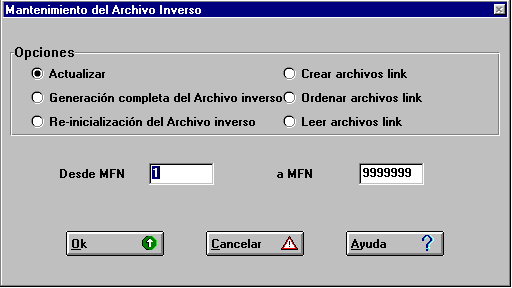 Mantenimiento del Archivo Inverso
Opciones
Actualizar
Crear archivos link
Generación completa del Archivo inverso
Ordenar archivos link
Re-inicialización del Archivo inverso
Leer archivos link
Desde MFN 1 a MFN 9999999
Ok Cancelar Ayuda